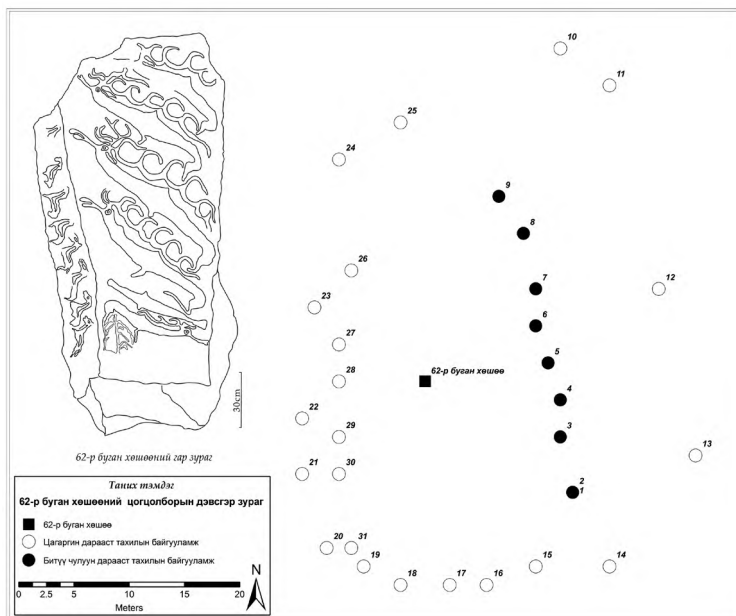 10
11
25
24
9
8
26
7
12
23
6
27
5
28
62-р буган хөшөө
4
22
29
3
13
21
30
2
1
20
31
19
18
17
16
15
14
30cm
62-р буган хөшөөний гар зураг
Таних тэмдэг
62-р буган хөшөөний цогцолборын дэвсгэр зураг
62-р буган хөшөө
Цагаргин дарааст тахилын байгууламж
Битүү чулуун дарааст тахилын байгууламж
0 2.5 5 10 15 20
Meters
N